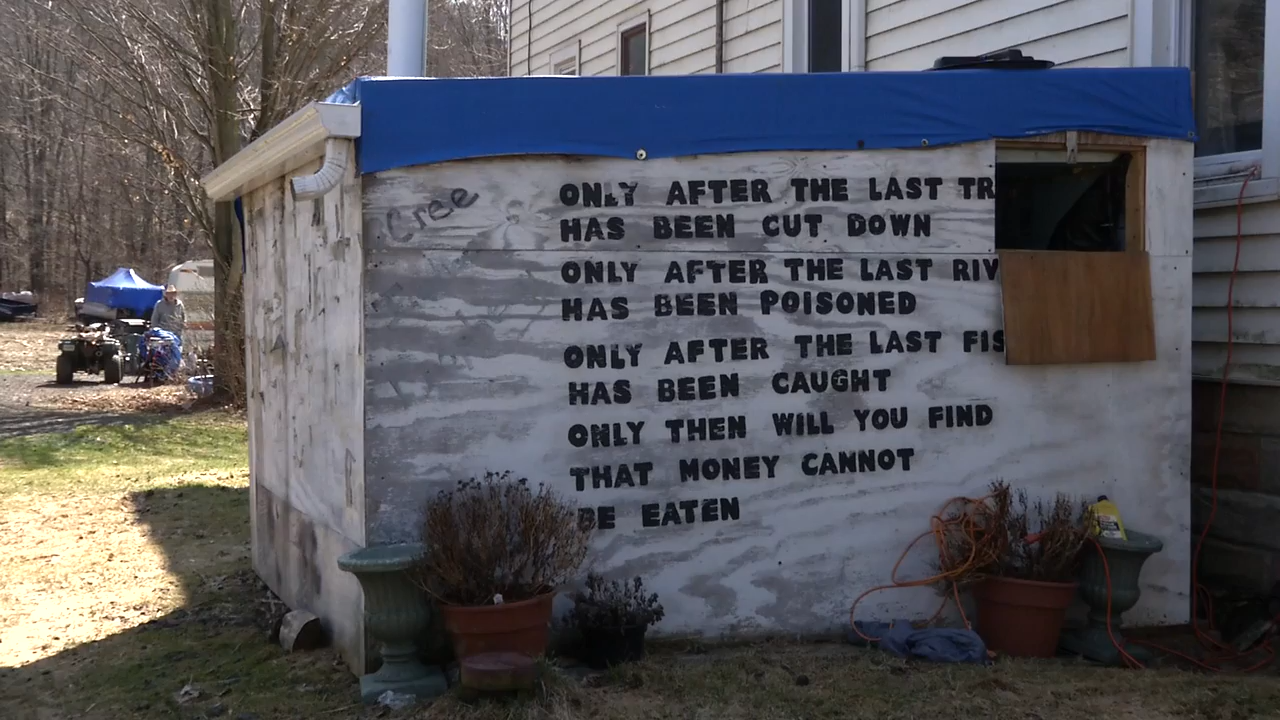 Cree
ONLY AFTER THE LAST TR
HAS BEEN CUT DOWN
ONLY AFTER THE LAST RIV
HAS BEEN POISONED
ONLY AFTER THE LAST FIS
HAS BEEN CAUGHT
ONLY THEN WILL YOU FIND
THAT MONEY CANNOT
BE EATEN